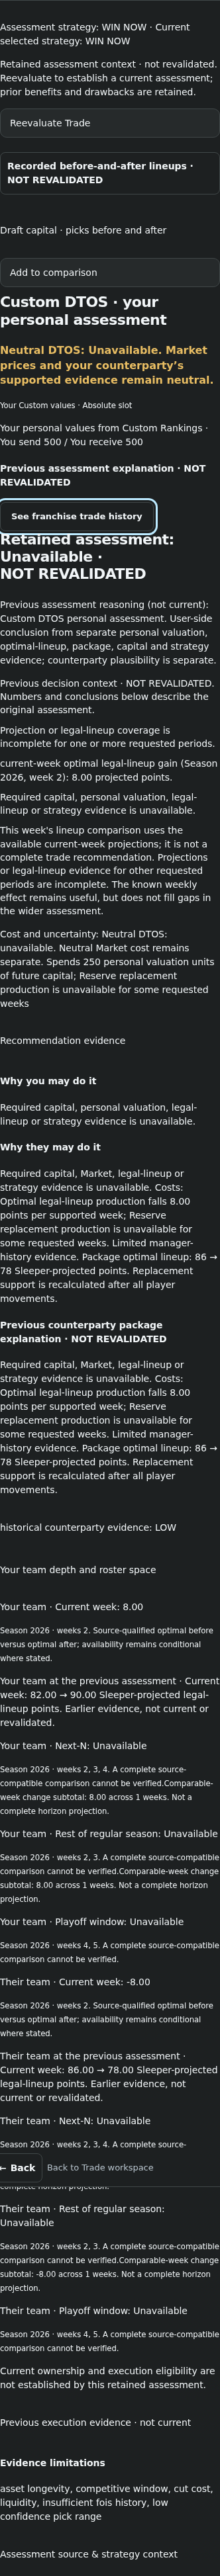 Assessment strategy: WIN NOW · Current
selected strategy: WIN NOW
Retained assessment context · not revalidated.
Reevaluate to establish a current assessment;
prior benefits and drawbacks are retained.
Reevaluate Trade
Recorded before-and-after lineups ·
NOT REVALIDATED
Draft capital · picks before and after
Add to comparison
Custom DTOS · your
personal assessment
Neutral DTOS: Unavailable. Market
prices and your counterparty's
supported evidence remain neutral.
Your Custom values · Absolute slot
Your personal values from Custom Rankings ·
You send 500 / You receive 500
Previous assessment explanation · NOT
REVALIDATED
See franchise trade history
Retained assessment:
Unavailable ·
NOT REVALIDATED
Previous assessment reasoning (not current):
Custom DTOS personal assessment. User-side
conclusion from separate personal valuation,
optimal-lineup, package, capital and strategy
evidence; counterparty plausibility is separate.
Previous decision context · NOT REVALIDATED.
Numbers and conclusions below describe the
original assessment.
Projection or legal-lineup coverage is
incomplete for one or more requested periods.
current-week optimal legal-lineup gain (Season
2026, week 2): 8.00 projected points.
Required capital, personal valuation, legal-
lineup or strategy evidence is unavailable.
This week's lineup comparison uses the
available current-week projections; it is not a
complete trade recommendation. Projections
or legal-lineup evidence for other requested
periods are incomplete. The known weekly
effect remains useful, but does not fill gaps in
the wider assessment.
Cost and uncertainty: Neutral DTOS:
unavailable. Neutral Market cost remains
separate. Spends 250 personal valuation units
of future capital; Reserve replacement
production is unavailable for some requested
weeks
Recommendation evidence
Why you may do it
Required capital, personal valuation, legal-
lineup or strategy evidence is unavailable.
Why they may do it
Required capital, Market, legal-lineup or
strategy evidence is unavailable. Costs:
Optimal legal-lineup production falls 8.00
points per supported week; Reserve
replacement production is unavailable for
some requested weeks. Limited manager-
history evidence. Package optimal lineup: 86 →
78 Sleeper-projected points. Replacement
support is recalculated after all player
movements.
Previous counterparty package
explanation · NOT REVALIDATED
Required capital, Market, legal-lineup or
strategy evidence is unavailable. Costs:
Optimal legal-lineup production falls 8.00
points per supported week; Reserve
replacement production is unavailable for
some requested weeks. Limited manager-
history evidence. Package optimal lineup: 86 →
78 Sleeper-projected points. Replacement
support is recalculated after all player
movements.
historical counterparty evidence: LOW
Your team depth and roster space
Your team · Current week: 8.00
Season 2026 · weeks 2. Source-qualified optimal before
versus optimal after; availability remains conditional
where stated.
Your team at the previous assessment · Current
week: 82.00 → 90.00 Sleeper-projected legal-
lineup points. Earlier evidence, not current or
revalidated.
Your team · Next-N: Unavailable
Season 2026 · weeks 2, 3, 4. A complete source-
compatible comparison cannot be verified.Comparable-
week change subtotal: 8.00 across 1 weeks. Not a
complete horizon projection.
Your team · Rest of regular season: Unavailable
Season 2026 · weeks 2, 3. A complete source-compatible
comparison cannot be verified.Comparable-week change
subtotal: 8.00 across 1 weeks. Not a complete horizon
projection.
Your team · Playoff window: Unavailable
Season 2026 · weeks 4, 5. A complete source-compatible
comparison cannot be verified.
Their team · Current week: -8.00
Season 2026 · weeks 2. Source-qualified optimal before
versus optimal after; availability remains conditional
where stated.
Their team at the previous assessment ·
Current week: 86.00 → 78.00 Sleeper-projected
legal-lineup points. Earlier evidence, not
current or revalidated.
Their team · Next-N: Unavailable
Season 2026 · weeks 2, 3, 4. A complete source-
← Back Back to Trade workspace
complete horizon projection.
Their team · Rest of regular season:
Unavailable
Season 2026 · weeks 2, 3. A complete source-compatible
comparison cannot be verified.Comparable-week change
subtotal: -8.00 across 1 weeks. Not a complete horizon
projection.
Their team · Playoff window: Unavailable
Season 2026 · weeks 4, 5. A complete source-compatible
comparison cannot be verified.
Current ownership and execution eligibility are
not established by this retained assessment.
Previous execution evidence · not current
Evidence limitations
asset longevity, competitive window, cut cost,
liquidity, insufficient fois history, low
confidence pick range
Assessment source & strategy context